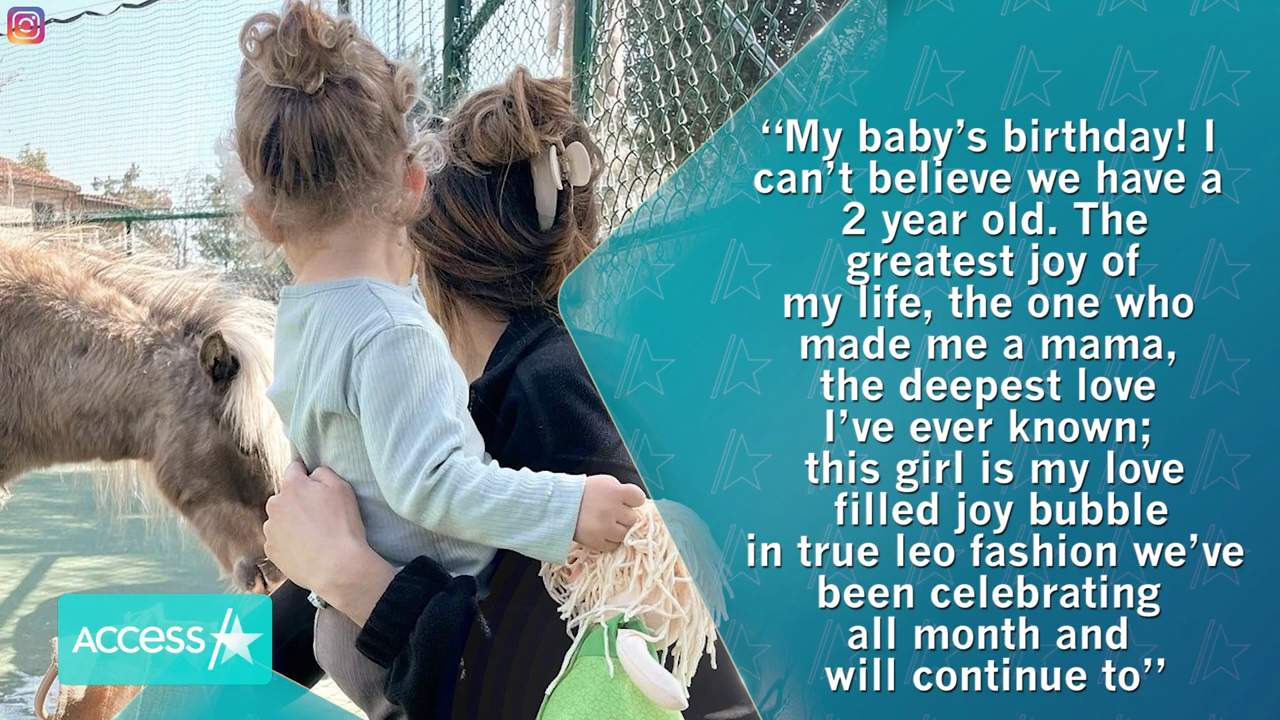 “My baby’s birthday! I
can’t believe we have a
2 year old. The
greatest joy of
my life, the one who
made me a mama,
the deepest love
I’ve ever known;
this girl is my love
filled joy bubble
in true leo fashion we’ve
been celebrating
all month and
will continue to”
ACCESS